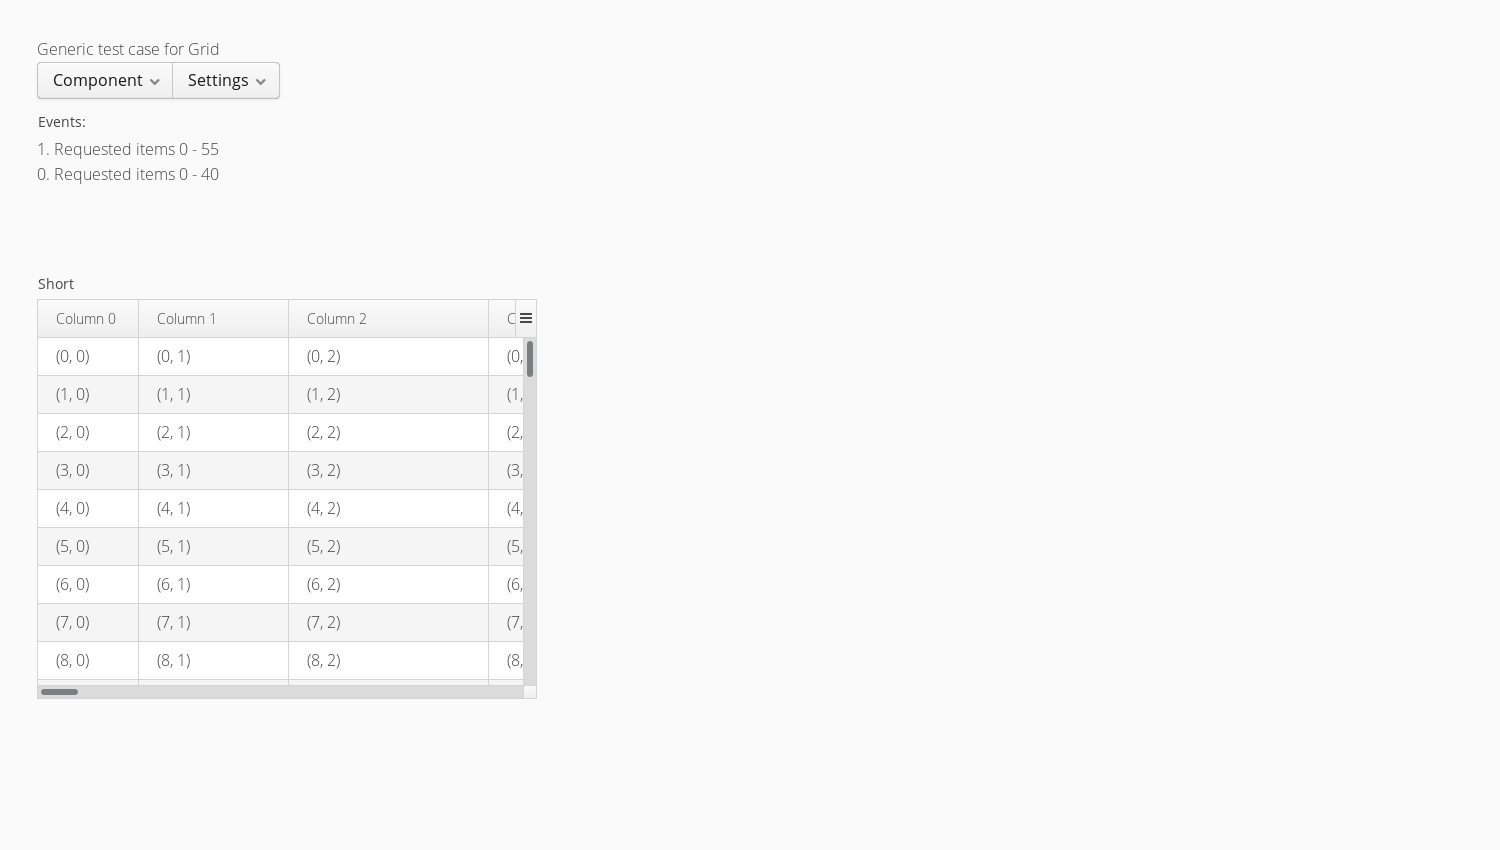 Generic test case for Grid
Component Settings
Events:
1. Requested items 0 - 55
0. Requested items 0 - 40
Short
Column 0 Column 1 Column 2 C
(0, 0) (0, 1) (0, 2) (0,
(1, 0) (1, 1) (1, 2) (1,
(2, 0) (2, 1) (2, 2) (2,
(3, 0) (3, 1) (3, 2) (3,
(4, 0) (4, 1) (4, 2) (4,
(5, 0) (5, 1) (5, 2) (5,
(6, 0) (6, 1) (6, 2) (6,
(7, 0) (7, 1) (7, 2) (7,
(8, 0) (8, 1) (8, 2) (8,